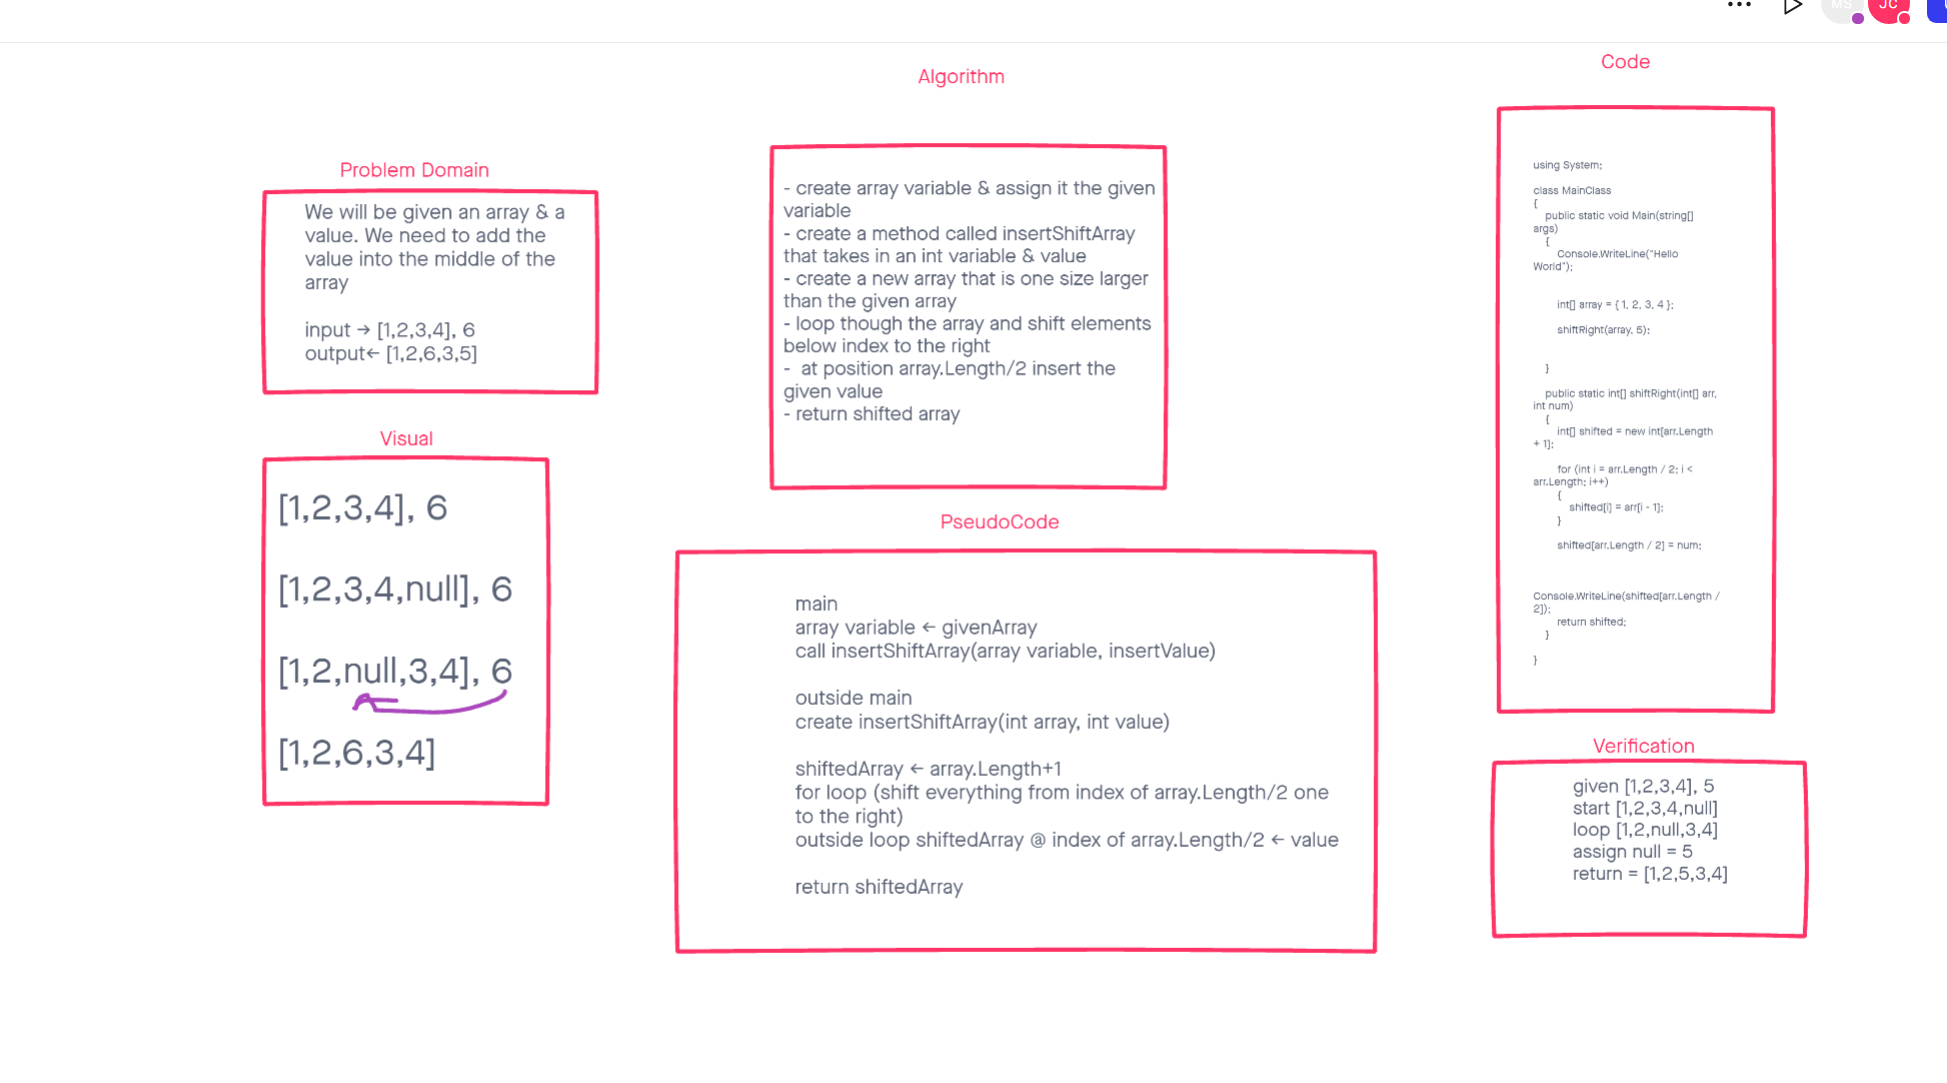 MS
JC
Problem Domain
We will be given an array & a
value. We need to add the
value into the middle of the
array
input → [1,2,3,4], 6
output← [1,2,6,3,5]
Visual
[1,2,3,4], 6
[1,2,3,4,null], 6
[1,2,null,3,4], 6
[1,2,6,3,4]
Algorithm
- create array variable & assign it the given
variable
- create a method called insertShiftArray
that takes in an int variable & value
- create a new array that is one size larger
than the given array
- loop though the array and shift elements
below index to the right
- at position array.Length/2 insert the
given value
- return shifted array
PseudoCode
main
array variable ← givenArray
call insertShiftArray(array variable, insertValue)
outside main
create insertShiftArray(int array, int value)
shiftedArray ← array.Length+1
for loop (shift everything from index of array.Length/2 one
to the right)
outside loop shiftedArray @ index of array.Length/2 ← value
return shiftedArray
Code
using System;
class MainClass
{
public static void Main(string[]
args)
{
Console.WriteLine("Hello
World");
int[] array = { 1, 2, 3, 4 };
shiftRight(array, 5);
}
public static int[] shiftRight(int[] arr,
int num)
{
int[] shifted = new int[arr.Length
+ 1];
for (int i = arr.Length / 2; i <
arr.Length; i++)
{
shifted[i] = arr[i - 1];
}
shifted[arr.Length / 2] = num;
Console.WriteLine(shifted[arr.Length /
2]);
return shifted;
}
}
Verification
given [1,2,3,4], 5
start [1,2,3,4,null]
loop [1,2,null,3,4]
assign null = 5
return = [1,2,5,3,4]